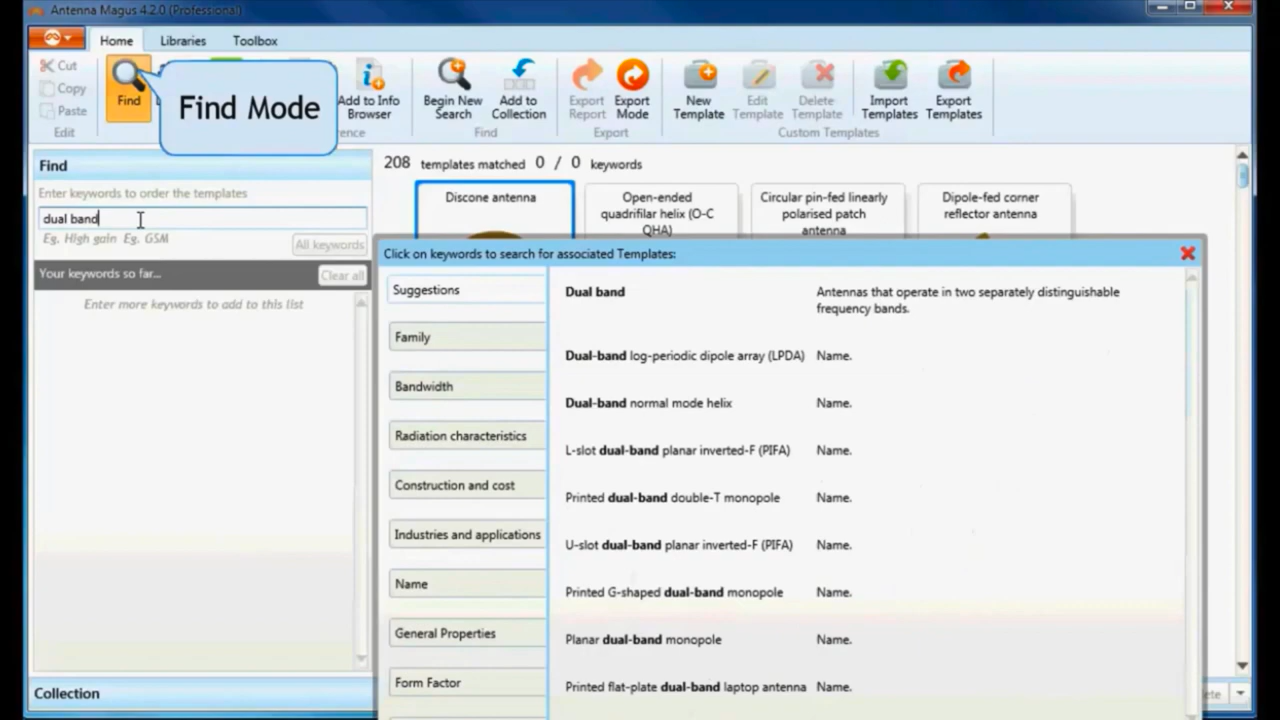 Antenna Magus 4.2.0 (Professional)
Home
Libraries
Toolbox
Cut
Copy
Paste
Edit
Find
Find Mode
Add to Info
Browser
Begin New
Search
Add to
Collection
Find
Export
Report
Export
Mode
Export
New
Template
Edit
Template
Delete
Template
Custom Templates
Import
Templates
Export
Templates
Find
Enter keywords to order the templates
dual band
Eg. High gain Eg. GSM
All keywords
Your keywords so far...
Clear all
Enter more keywords to add to this list
Collection
208 templates matched 0 / 0 keywords
Discone antenna
Open-ended
quadrifilar helix (O-C
QHA)
Circular pin-fed linearly
polarised patch
antenna
Dipole-fed corner
reflector antenna
Click on keywords to search for associated Templates:
Suggestions
Family
Bandwidth
Radiation characteristics
Construction and cost
Industries and applications
Name
General Properties
Form Factor
Dual band
Antennas that operate in two separately distinguishable
frequency bands.
Dual-band log-periodic dipole array (LPDA) Name.
Dual-band normal mode helix Name.
L-slot dual-band planar inverted-F (PIFA) Name.
Printed dual-band double-T monopole Name.
U-slot dual-band planar inverted-F (PIFA) Name.
Printed G-shaped dual-band monopole Name.
Planar dual-band monopole Name.
Printed flat-plate dual-band laptop antenna Name.